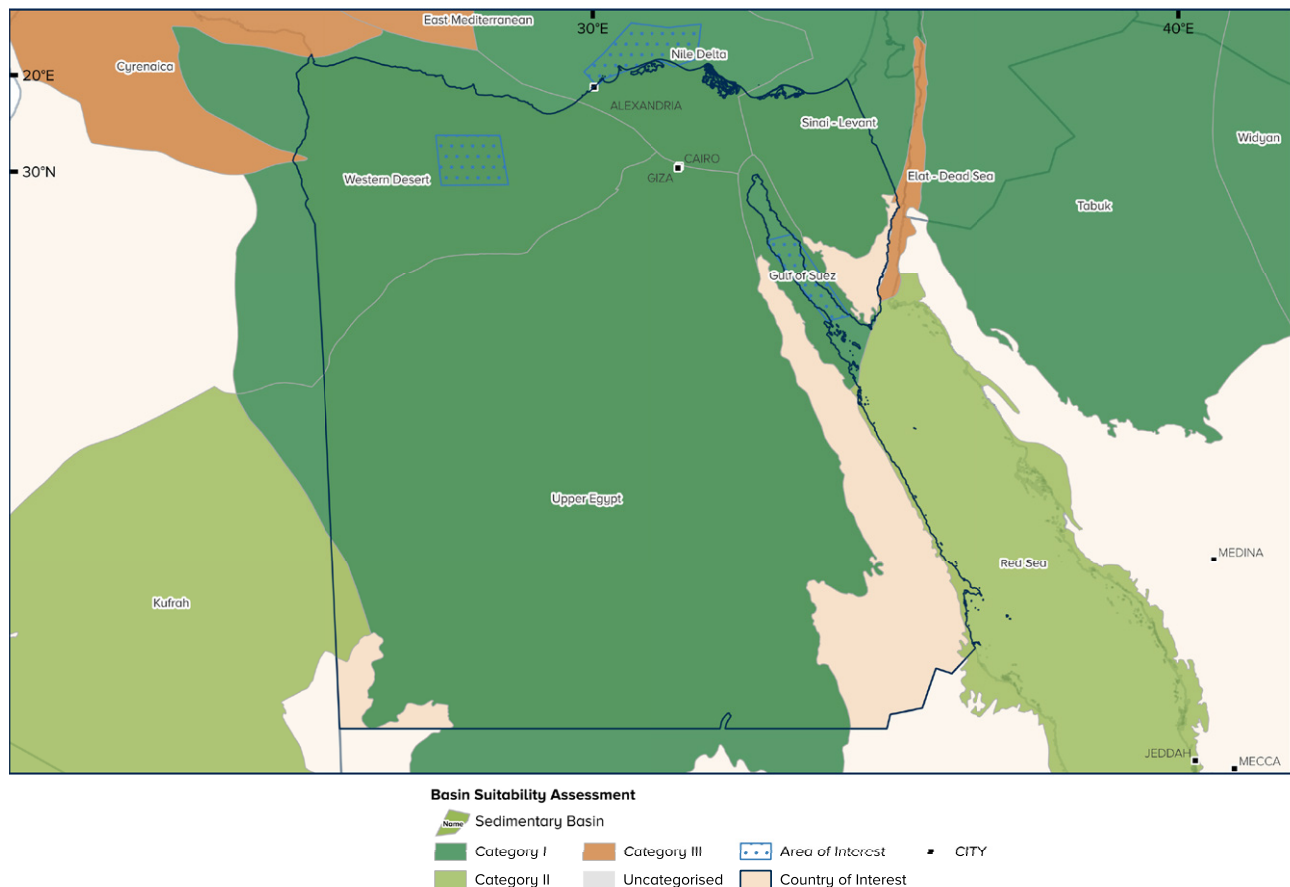 East Mediterranean
30°E
40°E
Nile Delta
Cyrenaica
20°E
ALEXANDRIA
Sinai - Levant
Widyan
CAIRO
30°N
GIZA
Western Desert
Elat - Dead Sea
Tabuk
Gulf of Suez
Upper Egypt
MEDINA
Red Sea
Kufrah
JEDDAH
MECCA
Basin Suitability Assessment
Name Sedimentary Basin
Category I Category III Area of Interest CITY
Category II Uncategorised Country of Interest